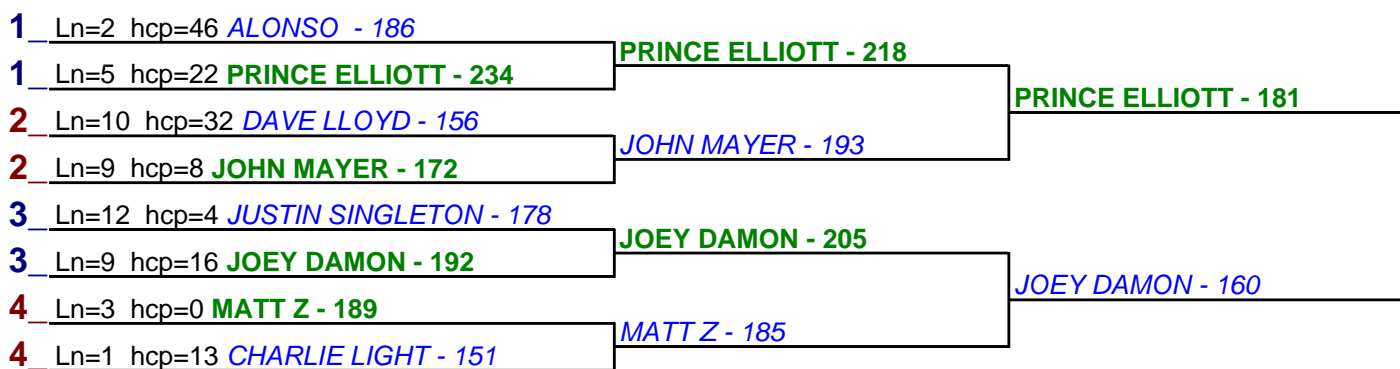 1_ Ln=2 hcp=46 ALONSO - 186
PRINCE ELLIOTT - 218
1_ Ln=5 hcp=22 PRINCE ELLIOTT - 234
PRINCE ELLIOTT - 181
2_ Ln=10 hcp=32 DAVE LLOYD - 156
JOHN MAYER - 193
2_ Ln=9 hcp=8 JOHN MAYER - 172
3_ Ln=12 hcp=4 JUSTIN SINGLETON - 178
JOEY DAMON - 205
3_ Ln=9 hcp=16 JOEY DAMON - 192
JOEY DAMON - 160
4_ Ln=3 hcp=0 MATT Z - 189
MATT Z - 185
4_ Ln=1 hcp=13 CHARLIE LIGHT - 151